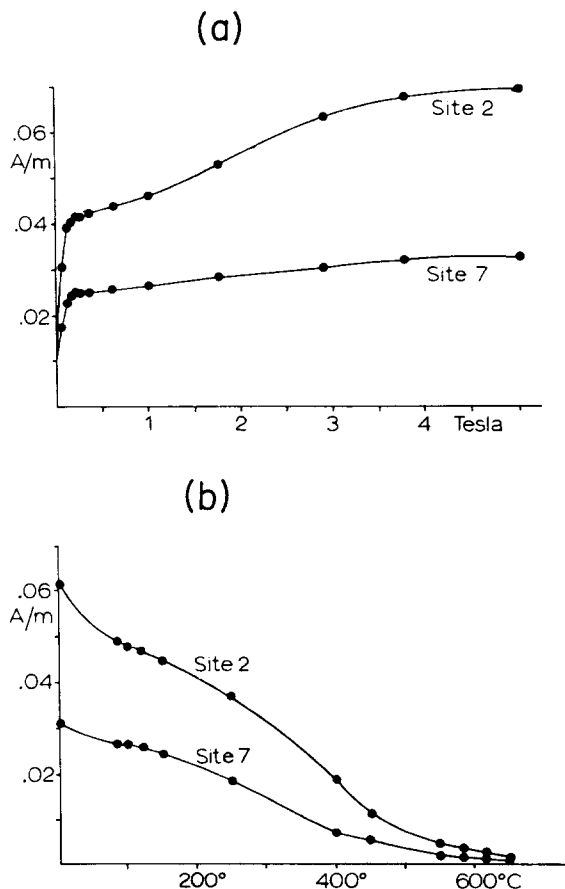 (a)
.06
A/m
Site 2
.04
Site 7
.02
1 2 3 4 Tesla
(b)
.06
A/m
Site 2
.04
Site 7
.02
200° 400° 600°C